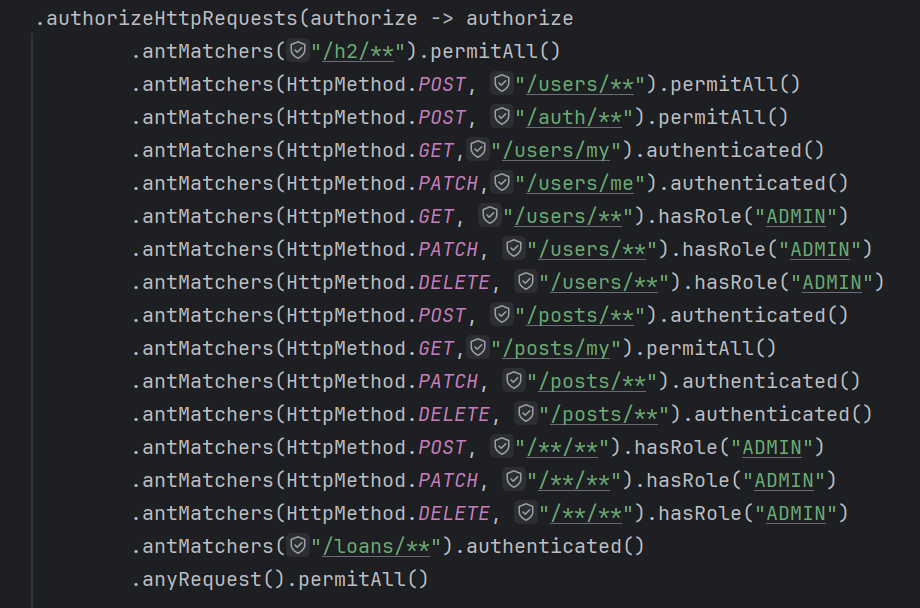 .authorizeHttpRequests(authorize -> authorize
.antMatchers("/h2/**").permitAll()
.antMatchers(HttpMethod.POST, "/users/**").permitAll()
.antMatchers(HttpMethod.POST, "/auth/**").permitAll()
.antMatchers(HttpMethod.GET,"/users/my").authenticated()
.antMatchers(HttpMethod.PATCH,"/users/me").authenticated()
.antMatchers(HttpMethod.GET, "/users/**").hasRole("ADMIN")
.antMatchers(HttpMethod.PATCH, "/users/**").hasRole("ADMIN")
.antMatchers(HttpMethod.DELETE, "/users/**").hasRole("ADMIN")
.antMatchers(HttpMethod.POST, "/posts/**").authenticated()
.antMatchers(HttpMethod.GET,"/posts/my").permitAll()
.antMatchers(HttpMethod.PATCH, "/posts/**").authenticated()
.antMatchers(HttpMethod.DELETE, "/posts/**").authenticated()
.antMatchers(HttpMethod.POST, "/**/**").hasRole("ADMIN")
.antMatchers(HttpMethod.PATCH, "/**/**").hasRole("ADMIN")
.antMatchers(HttpMethod.DELETE, "/**/**").hasRole("ADMIN")
.antMatchers("/loans/**").authenticated()
.anyRequest().permitAll()